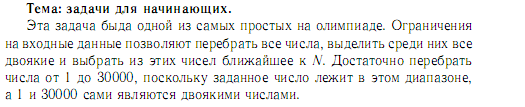 Тема: задачи для начинающих.
Эта задача быда одной из самых простых на олимпиаде. Ограничения
на входные данные позволяют перебрать все числа, выделить среди них все
двоякие и выбрать из этих чисел ближайшее к N. Достаточно перебрать
числа от 1 до 30000, поскольку заданное число лежит в этом диапазоне,
а 1 и 30000 сами являются двоякими числами.